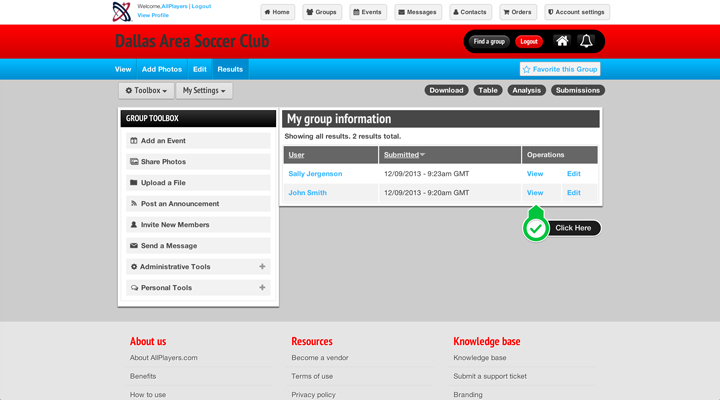 Welcome,AllPlayers | Logout
View Profile
Home
Groups
Events
Messages
Contacts
Orders
Account settings
Dallas Area Soccer Club
Find a group
Logout
View
Add Photos
Edit
Results
Favorite this Group
Toolbox
My Settings
Download
Table
Analysis
Submissions
GROUP TOOLBOX
Add an Event
Share Photos
Upload a File
Post an Announcement
Invite New Members
Send a Message
Administrative Tools
Personal Tools
My group information
Showing all results. 2 results total.
User Submitted Operations
Sally Jergenson 12/09/2013 - 9:23am GMT View Edit
John Smith 12/09/2013 - 9:20am GMT View Edit
Click Here
About us
About AllPlayers.com
Benefits
How to use
Resources
Become a vendor
Terms of use
Privacy policy
Knowledge base
Knowledge base
Submit a support ticket
Branding